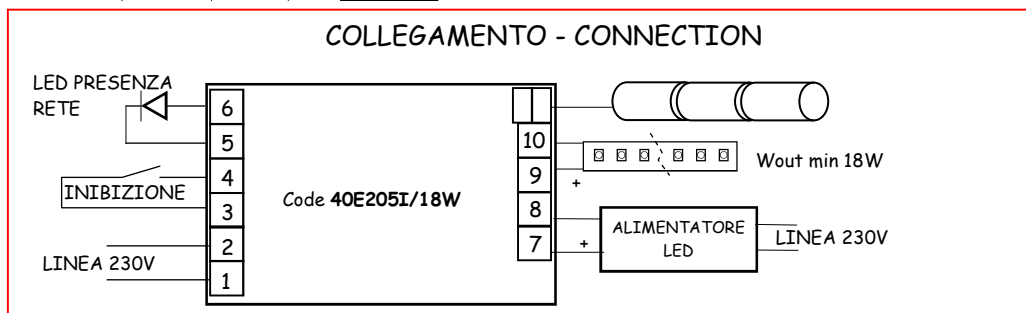 COLLEGAMENTO - CONNECTION
LED PRESENZA
RETE
6
5
4
3
2
1
INIBIZIONE
LINEA 230V
Code 40E205I/18W
10
9
8
7
+
+
Wout min 18W
ALIMENTATORE
LED
LINEA 230V